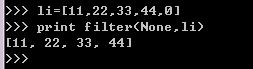 >>> li=[11,22,33,44,0]
>>> print filter(None,li)
[11, 22, 33, 44]
>>>